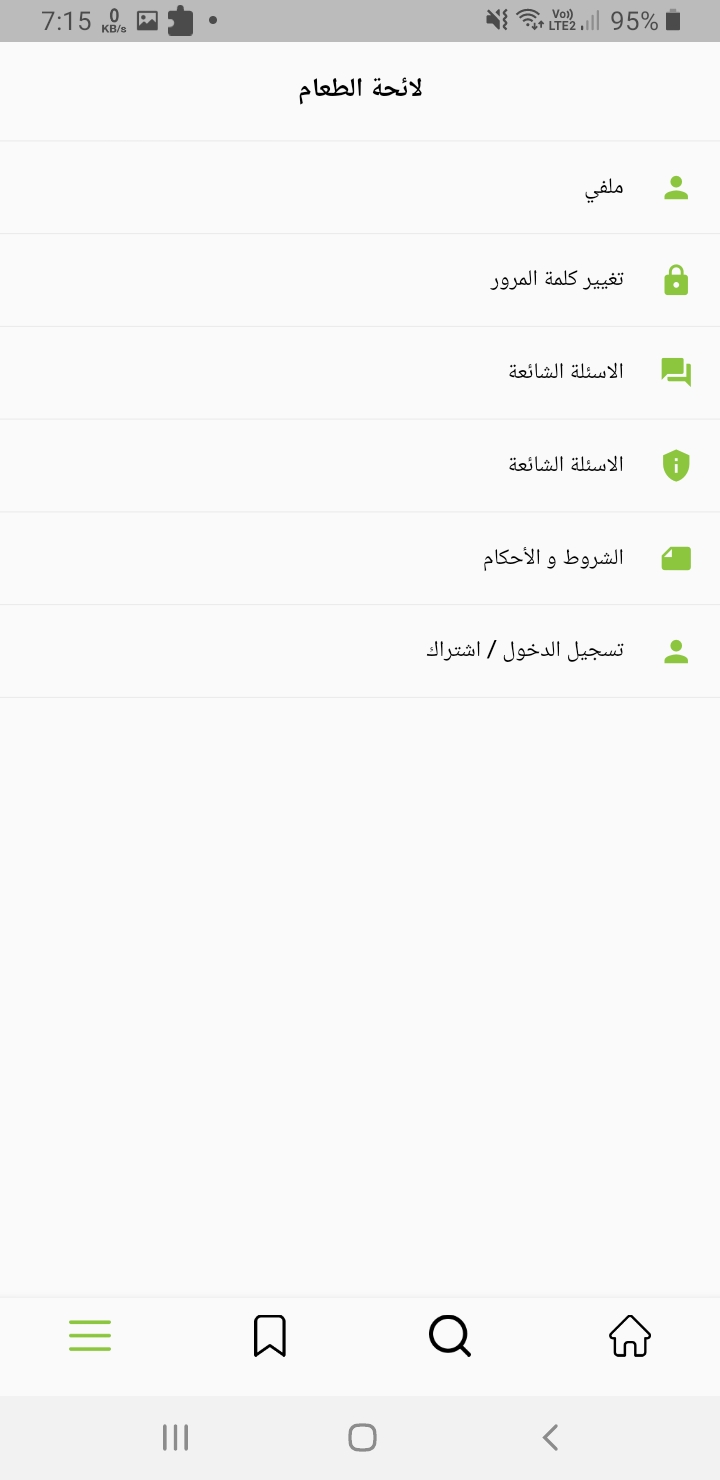 7:15
0
KB/s
Vo))
LTE2
95%
لائحة الطعام
ملفي
تغيير كلمة المرور
الاسئلة الشائعة
الاسئلة الشائعة
الشروط و الأحكام
تسجيل الدخول / اشتراك